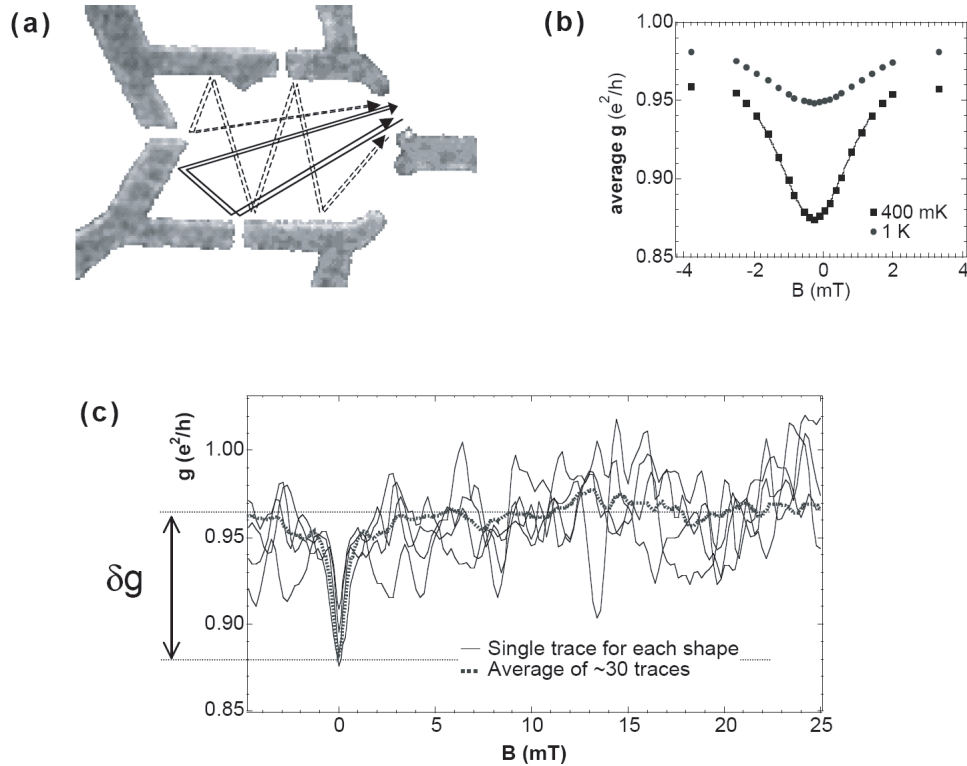 (a)
(b)
average g (e²/h)
1.00
0.95
0.90
0.85
-4
-2
0
2
4
B (mT)
400 mK
1 K
(c)
g (e²/h)
1.00
0.95
0.90
0.85
δg
Single trace for each shape
Average of ~30 traces
0
5
10
15
20
25
B (mT)